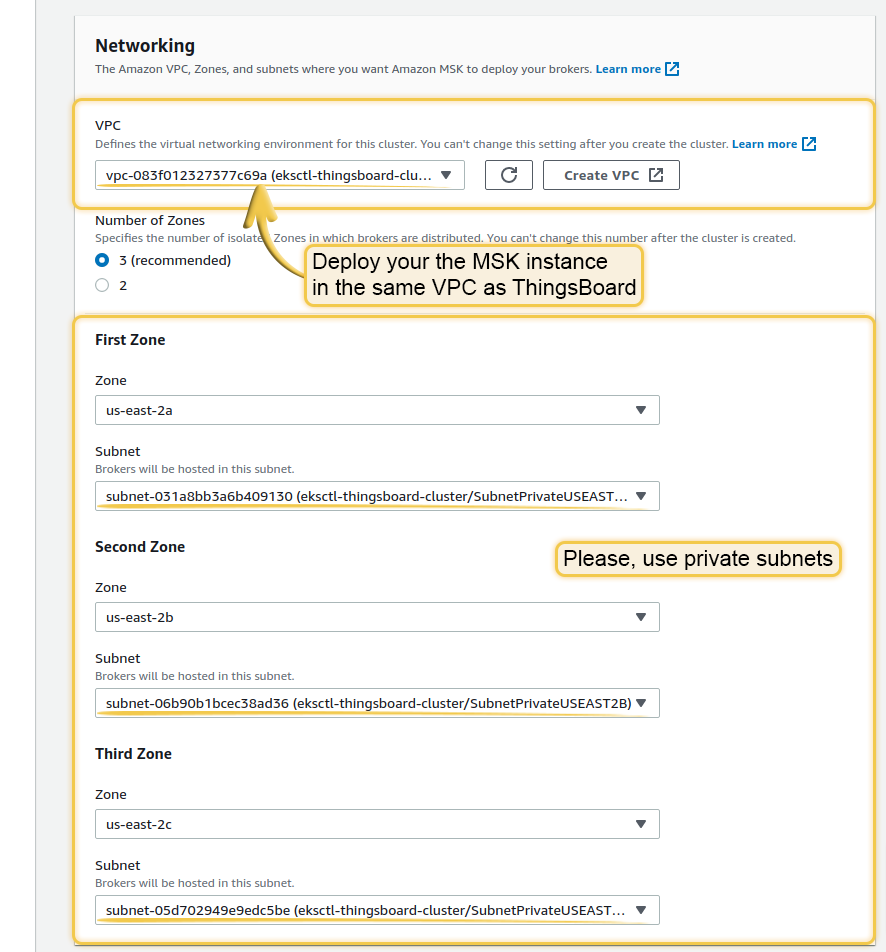 Networking
The Amazon VPC, Zones, and subnets where you want Amazon MSK to deploy your brokers. Learn more
VPC
Defines the virtual networking environment for this cluster. You can't change this setting after you create the cluster. Learn more
vpc-083f012327377c69a (eksctl-thingsboard-clu...
Create VPC
Number of Zones
Specifies the number of isolate Zones in which brokers are distributed. You can't change this number after the cluster is created.
3 (recommended)
2
Deploy your the MSK instance
in the same VPC as ThingsBoard
First Zone
Zone
us-east-2a
Subnet
Brokers will be hosted in this subnet.
subnet-031a8bb3a6b409130 (eksctl-thingsboard-cluster/SubnetPrivateUSEAST...
Second Zone
Please, use private subnets
Zone
us-east-2b
Subnet
Brokers will be hosted in this subnet.
subnet-06b90b1bcec38ad36 (eksctl-thingsboard-cluster/SubnetPrivateUSEAST2B)
Third Zone
Zone
us-east-2c
Subnet
Brokers will be hosted in this subnet.
subnet-05d702949e9edc5be (eksctl-thingsboard-cluster/SubnetPrivateUSEAST...